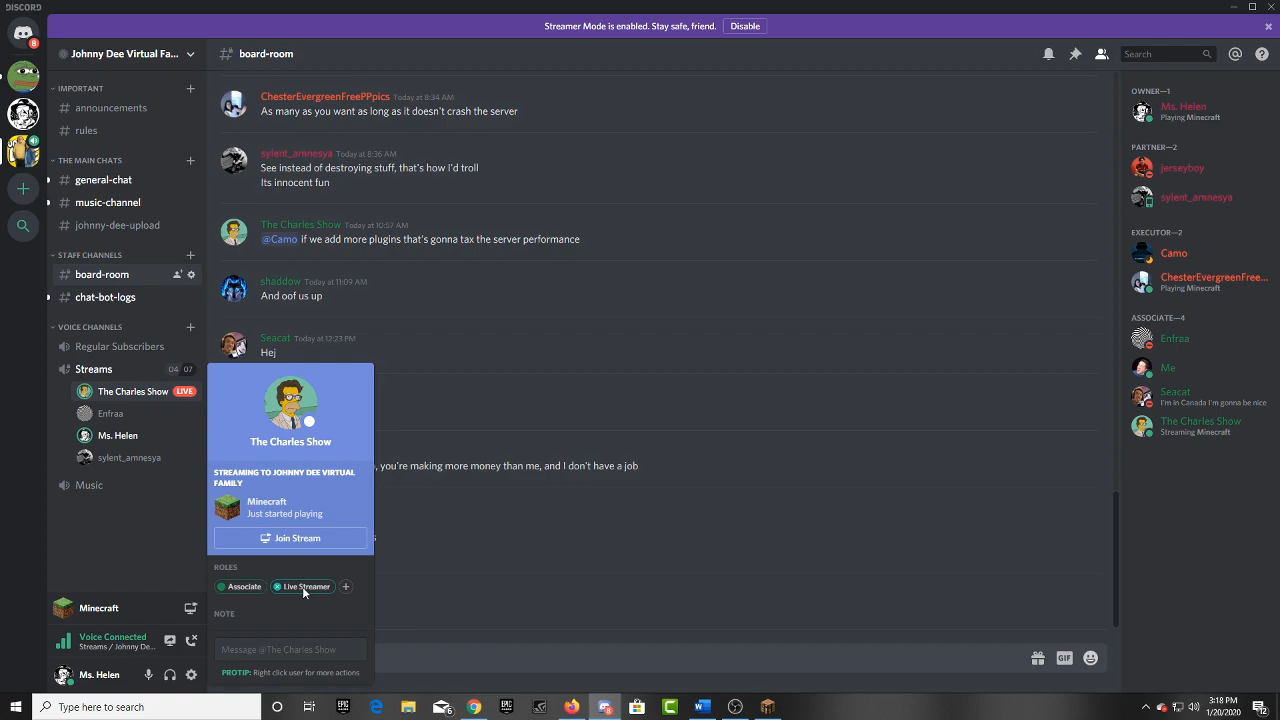 DISCORD
Streamer Mode is enabled. Stay safe, friend. Disable
8
Johnny Dee Virtual Fam...
# board-room
Search
IMPORTANT
# announcements
# rules
THE MAIN CHATS
# general-chat
# music-channel
# johnny-dee-upload
STAFF CHANNELS
# board-room
# chat-bot-logs
VOICE CHANNELS
Regular Subscribers
Streams 04 07
The Charles Show LIVE
Enfraa
Ms. Helen
sylent_amnesya
Music
Minecraft
Voice Connected
Streams / Johnny De...
Ms. Helen
ChesterEvergreenFreePPpics Today at 8:34 AM
As many as you want as long as it doesn't crash the server
sylent_amnesya Today at 8:36 AM
See instead of destroying stuff, that's how I'd troll
Its innocent fun
The Charles Show Today at 10:57 AM
@Camo if we add more plugins that's gonna tax the server performance
shaddow Today at 11:09 AM
And oof us up
Seacat Today at 12:23 PM
Hej
, you're making more money than me, and I don't have a job
s
The Charles Show
STREAMING TO JOHNNY DEE VIRTUAL
FAMILY
Minecraft
Just started playing
Join Stream
ROLES
Associate Live Streamer +
NOTE
Message @The Charles Show
PROTIP: Right click user for more actions
GIF
OWNER—1
Ms. Helen
Playing Minecraft
PARTNER—2
jerseyboy
sylent_amnesya
EXECUTOR—2
Camo
ChesterEvergreenFree...
Playing Minecraft
ASSOCIATE—4
Enfraa
Me
Seacat
I'm in Canada I'm gonna be nice
The Charles Show
Streaming Minecraft
Type here to search
3:18 PM
1/20/2020